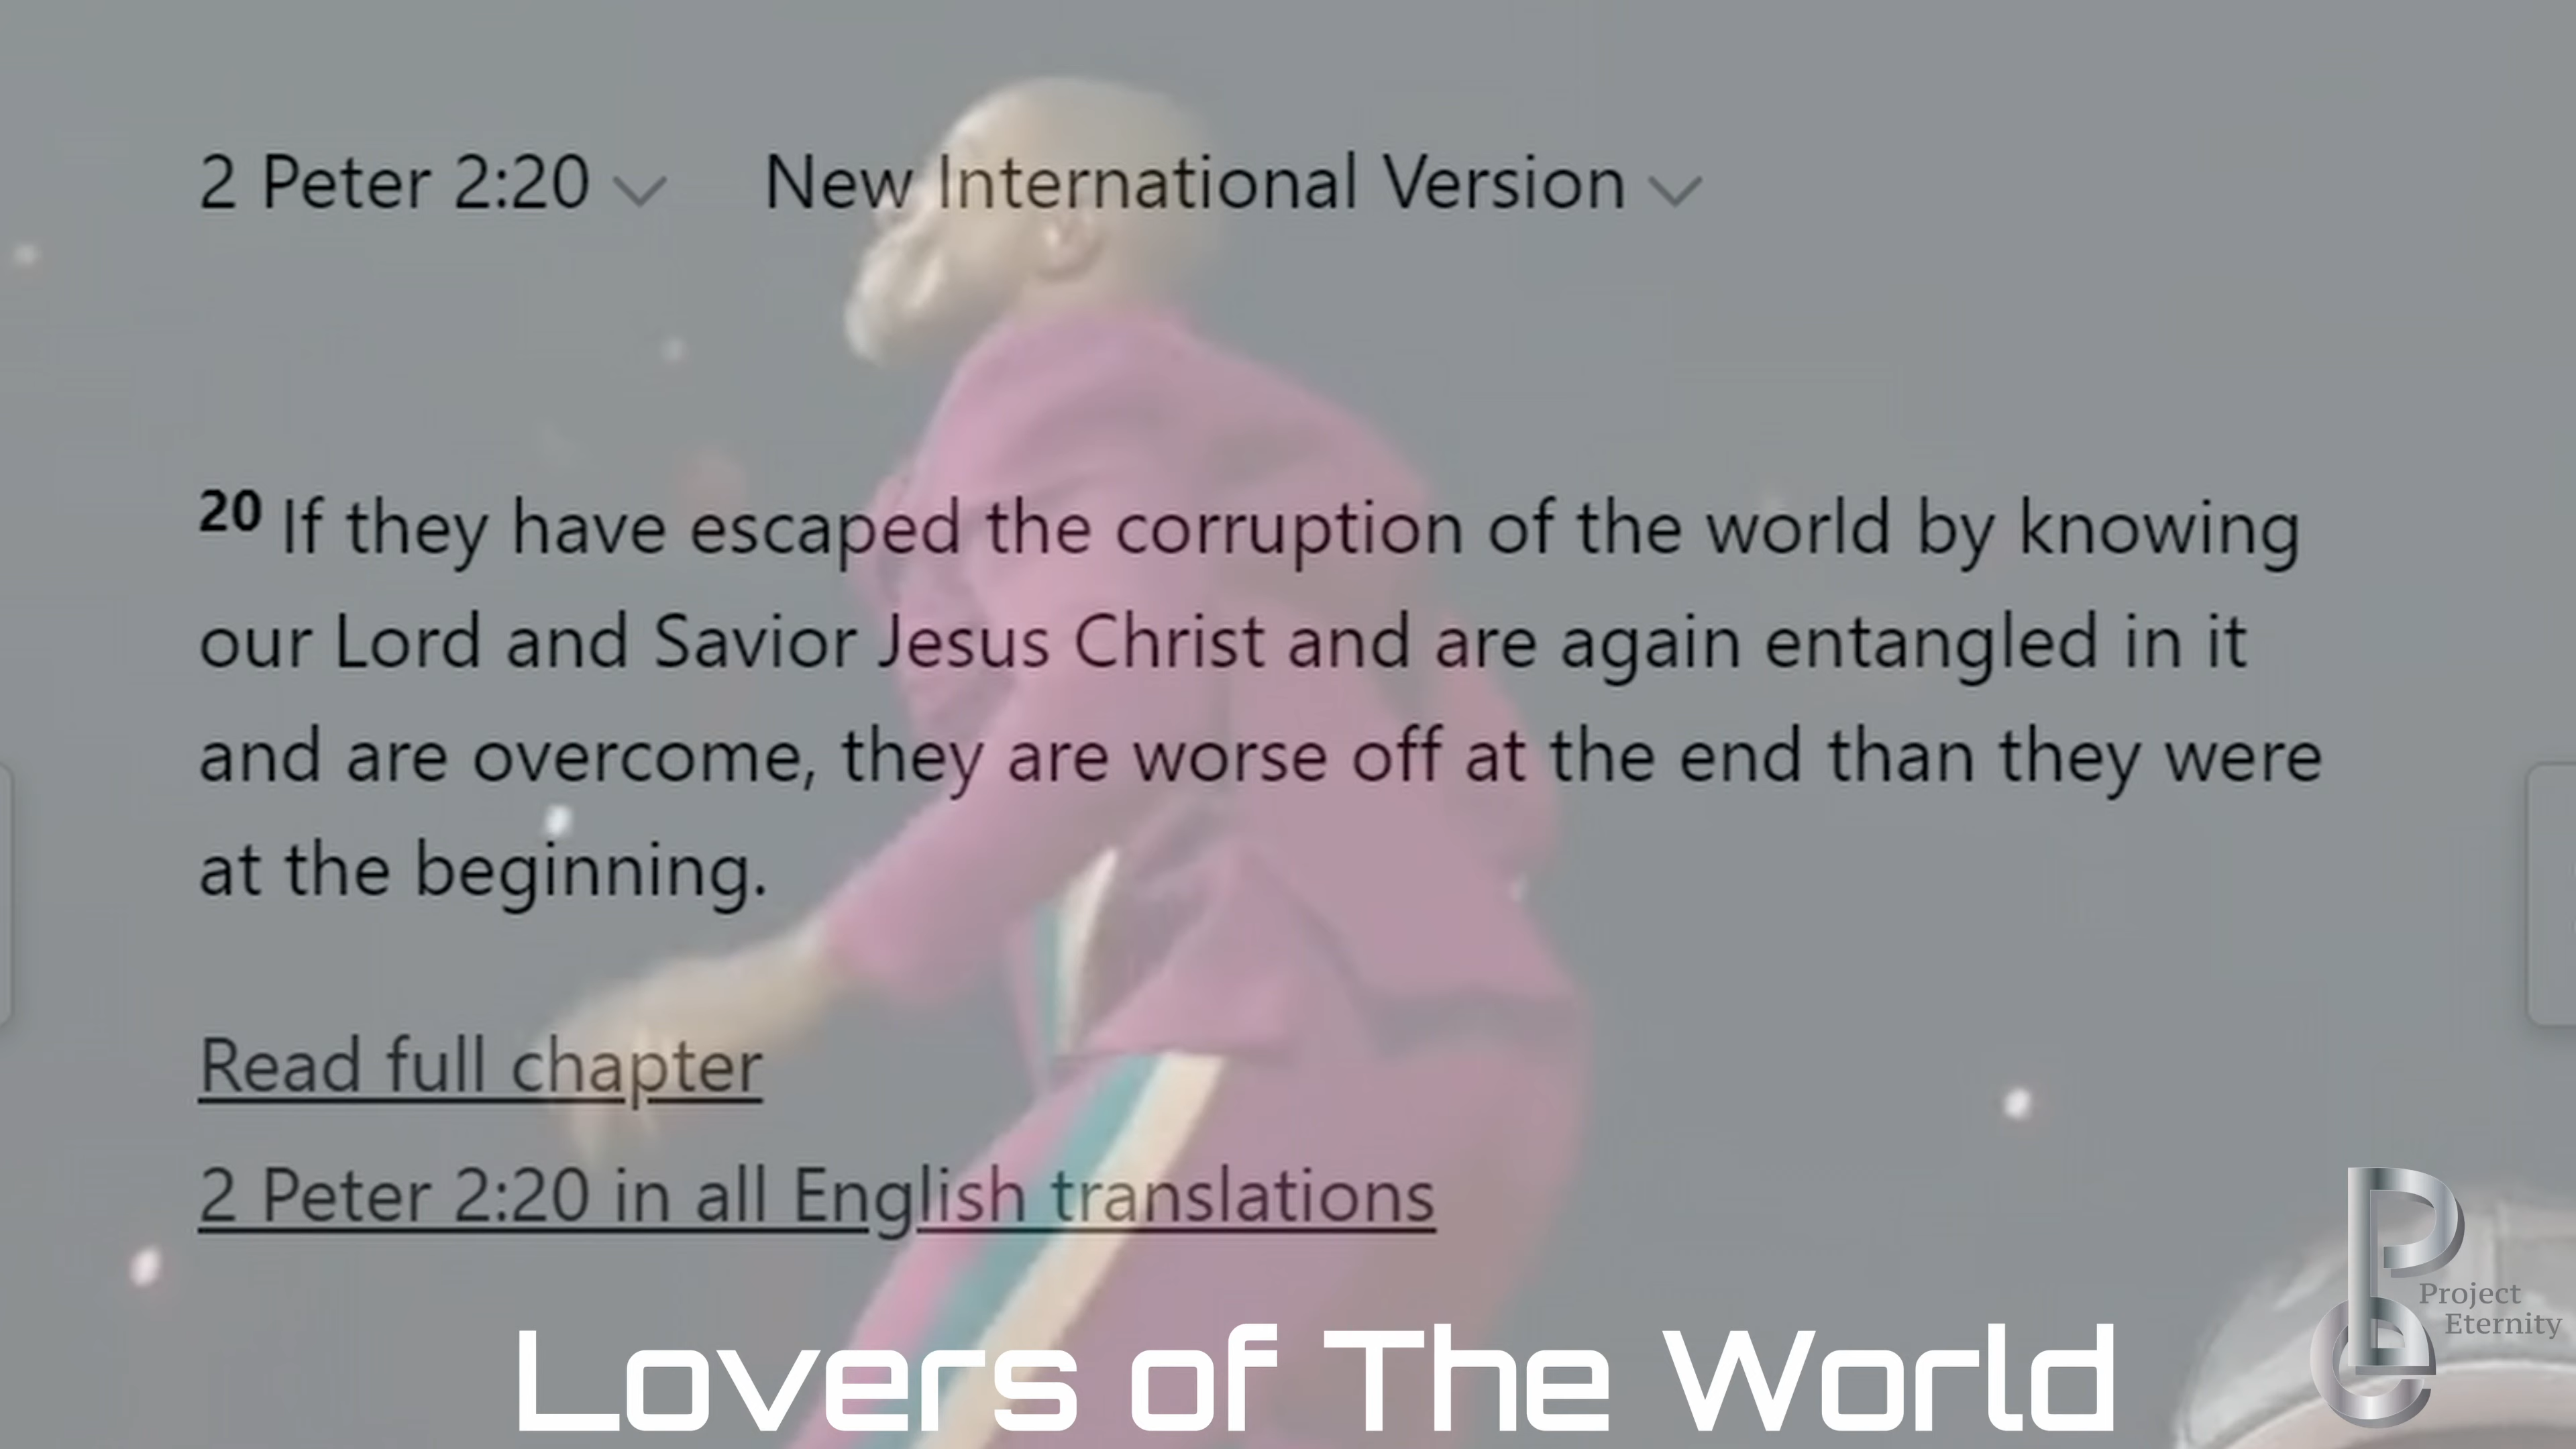 2 Peter 2:20 New International Version
20 If they have escaped the corruption of the world by knowing
our Lord and Savior Jesus Christ and are again entangled in it
and are overcome, they are worse off at the end than they were
at the beginning.
Read full chapter
2 Peter 2:20 in all English translations
Lovers of The World
Pe
Project
Eternity